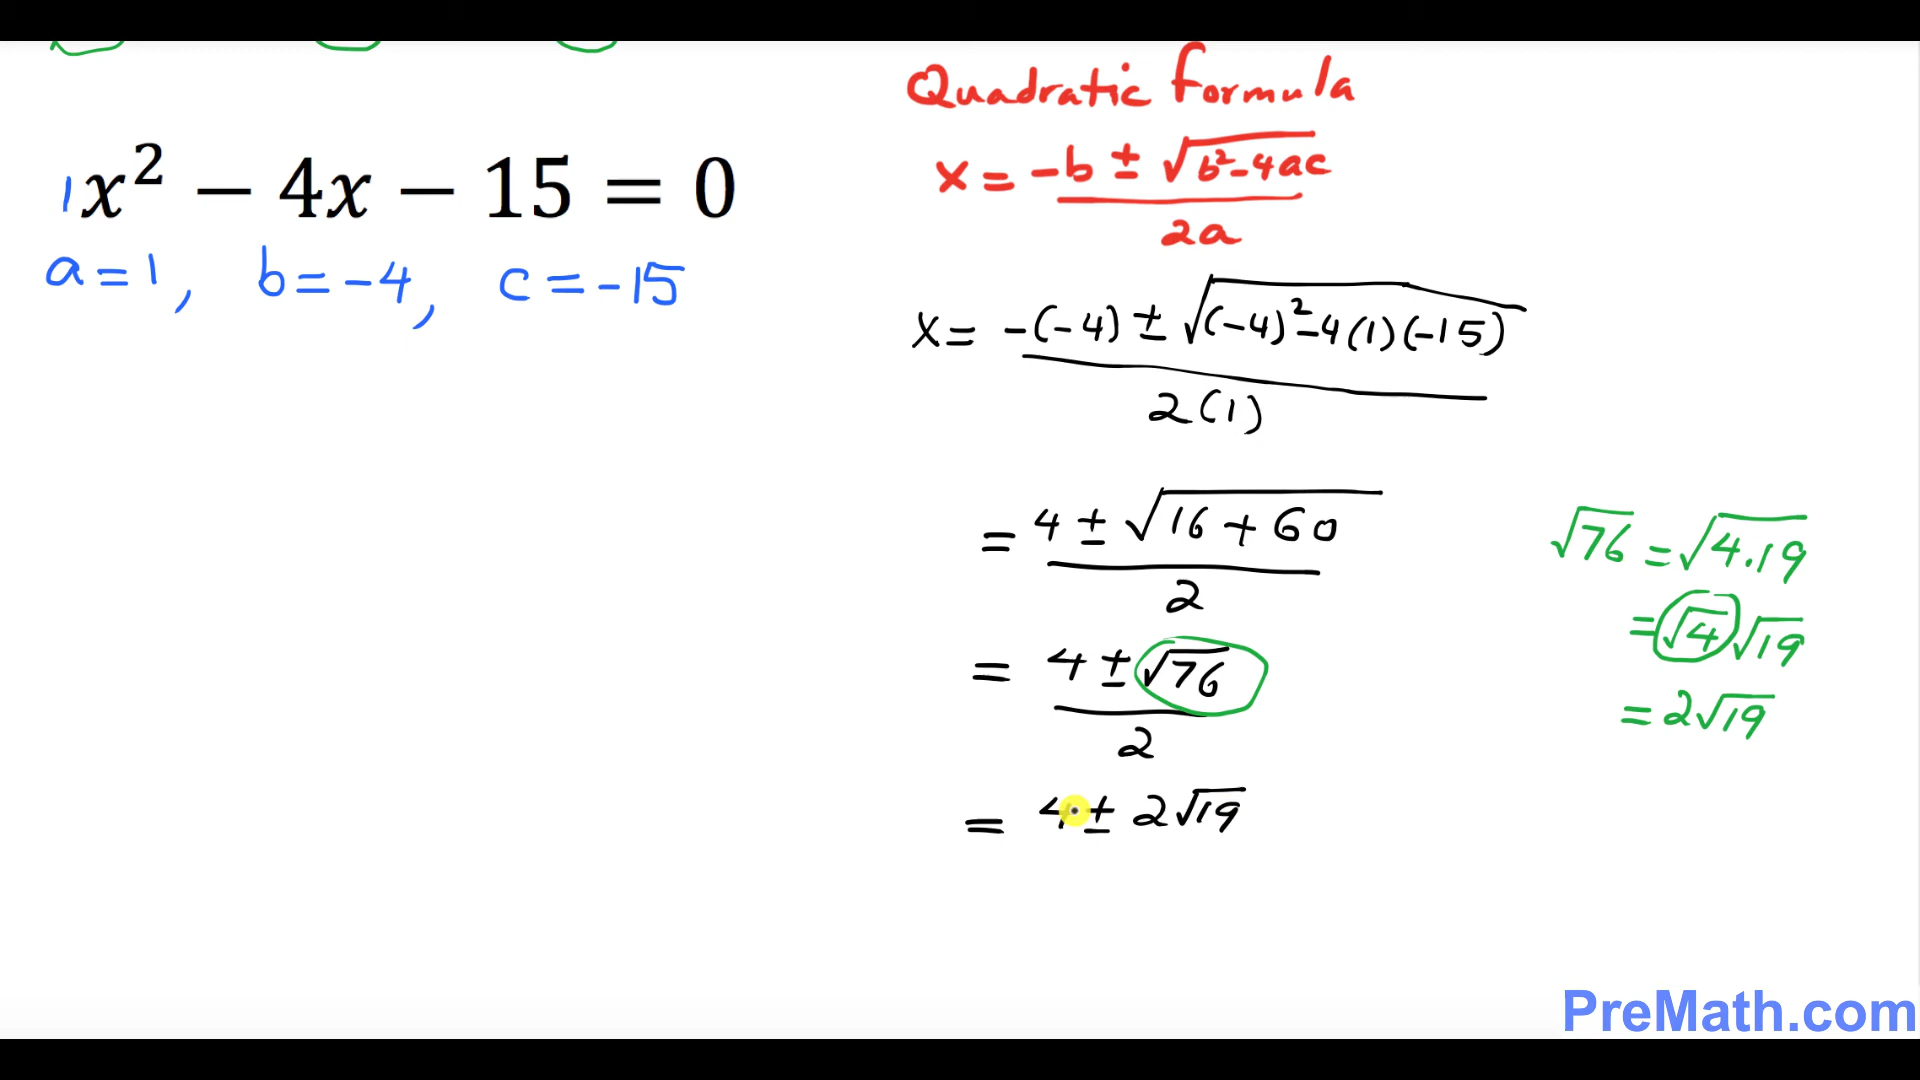 1x² − 4x − 15 = 0
a = 1, b = -4, c = -15
Quadratic Formula
x = -b ± √b²-4ac
2a
x = -(-4) ± √(-4)²-4(1)(-15)
2(1)
= 4 ± √16 + 60
2
= 4 ± √76
2
= 4 ± 2√19
√76 = √4.19
= √4 √19
= 2√19
PreMath.com